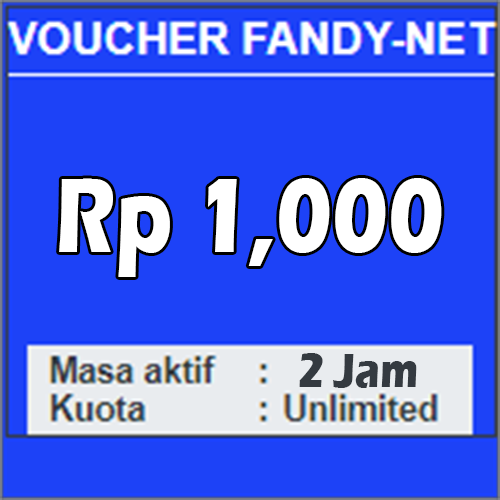 VOUCHER FANDY-NET
Rp 1,000
Masa aktif : 2 Jam
Kuota : Unlimited